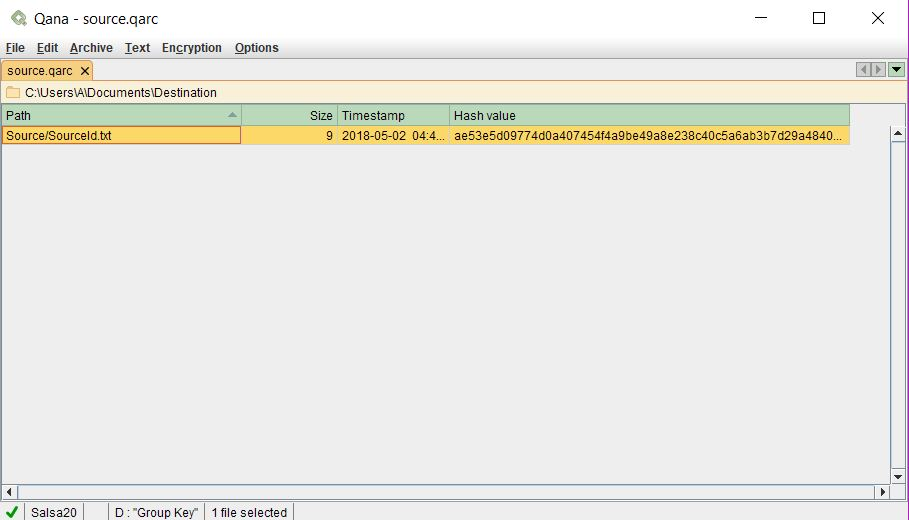 Qana - source.qarc
File Edit Archive Text Encryption Options
source.qarc
C:\Users\A\Documents\Destination
Path Size Timestamp Hash value
Source/SourceId.txt 9 2018-05-02 04:4... ae53e5d09774d0a407454f4a9be49a8e238c40c5a6ab3b7d29a4840...
Salsa20 D : "Group Key" 1 file selected